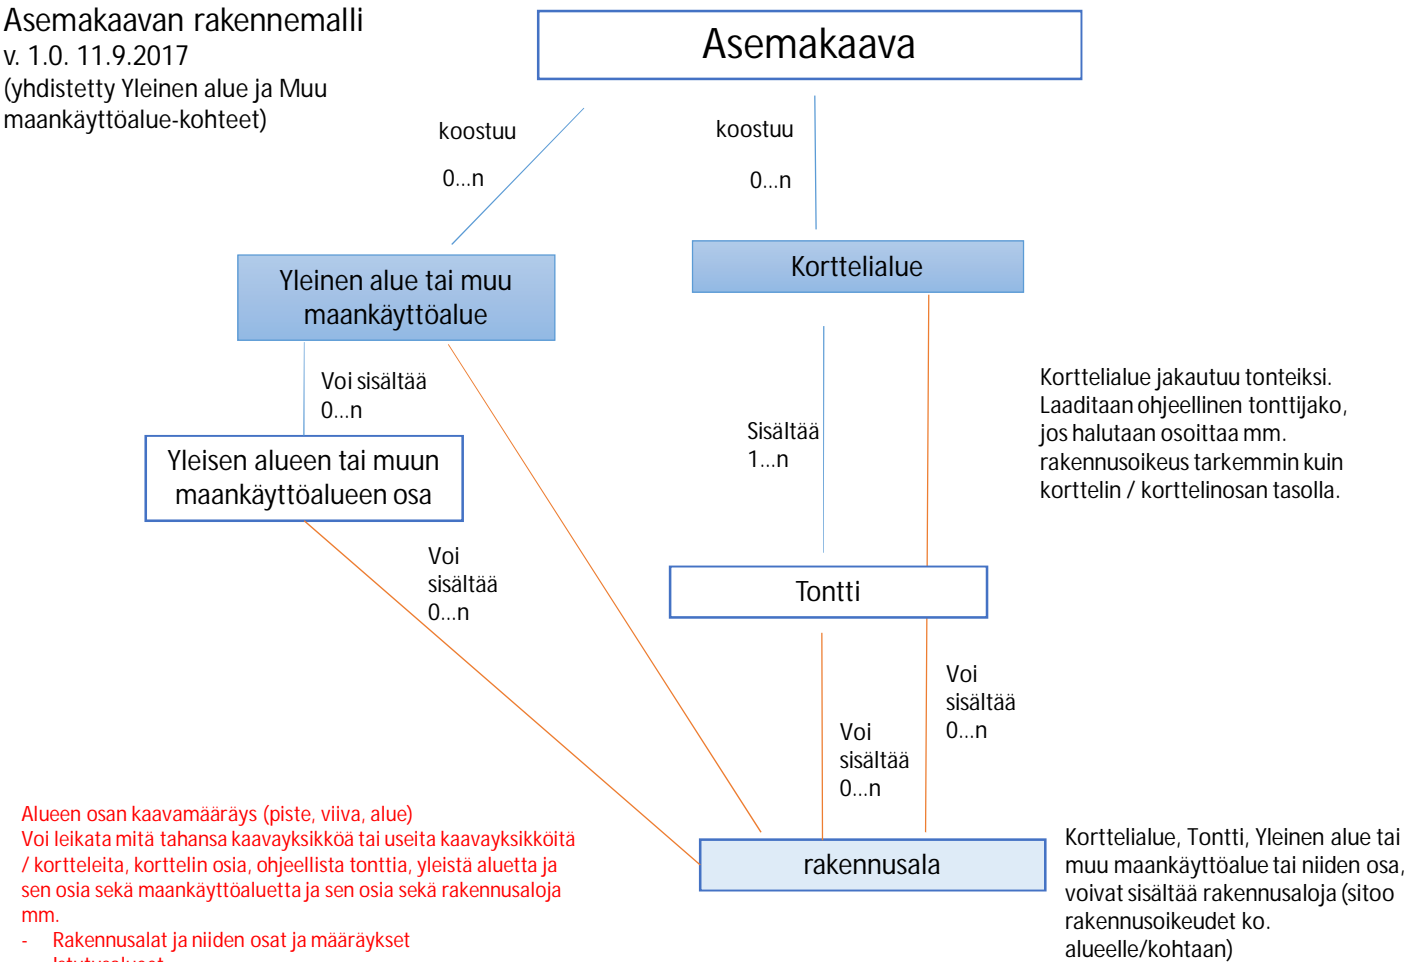 Asemakaavan rakennemalli
v. 1.0. 11.9.2017
(yhdistetty Yleinen alue ja Muu
maankäyttöalue-kohteet)
Asemakaava
koostuu
0...n
koostuu
0...n
Yleinen alue tai muu
maankäyttöalue
Korttelialue
Voi sisältää
0...n
Korttelialue jakautuu tonteiksi.
Laaditaan ohjeellinen tonttijako,
jos halutaan osoittaa mm.
rakennusoikeus tarkemmin kuin
korttelin / korttelinosan tasolla.
Sisältää
1...n
Yleisen alueen tai muun
maankäyttöalueen osa
Voi
sisältää
0...n
Tontti
Voi
sisältää
0...n
Voi
sisältää
0...n
Alueen osan kaavamääräys (piste, viiva, alue)
Voi leikata mitä tahansa kaavayksikköä tai useita kaavayksikköitä
/ kortteleita, korttelin osia, ohjeellista tonttia, yleistä aluetta ja
sen osia sekä maankäyttöaluetta ja sen osia sekä rakennusaloja
mm.
- Rakennusalat ja niiden osat ja määräykset
rakennusala
Korttelialue, Tontti, Yleinen alue tai
muu maankäyttöalue tai niiden osa,
voivat sisältää rakennusaloja (sitoo
rakennusoikeudet ko.
alueelle/kohtaan)